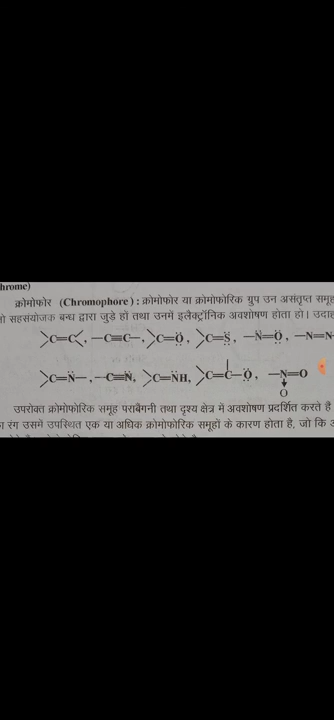 hrome)
क्रोमोफोर (Chromophore) : क्रोमोफोर या क्रोमोफोरिक ग्रुप उन असंतृप्त समूह
ो सहसंयोजक बन्ध द्वारा जुड़े हों तथा उनमें इलैक्ट्रॉनिक अवशोषण होता हो। उदाह
>C=C<, —C≡C—, >C=Ö, >C=S̈, —N̈=Ö, —N=N-
>C=N̈—, —C≡N̈, >C=N̈H, >C=C—Ö, —N=O
↓
O
उपरोक्त क्रोमोफोरिक समूह पराबैंगनी तथा दृश्य क्षेत्र में अवशोषण प्रदर्शित करते है
ा रंग उसमें उपस्थित एक या अधिक क्रोमोफोरिक समूहों के कारण होता है, जो कि